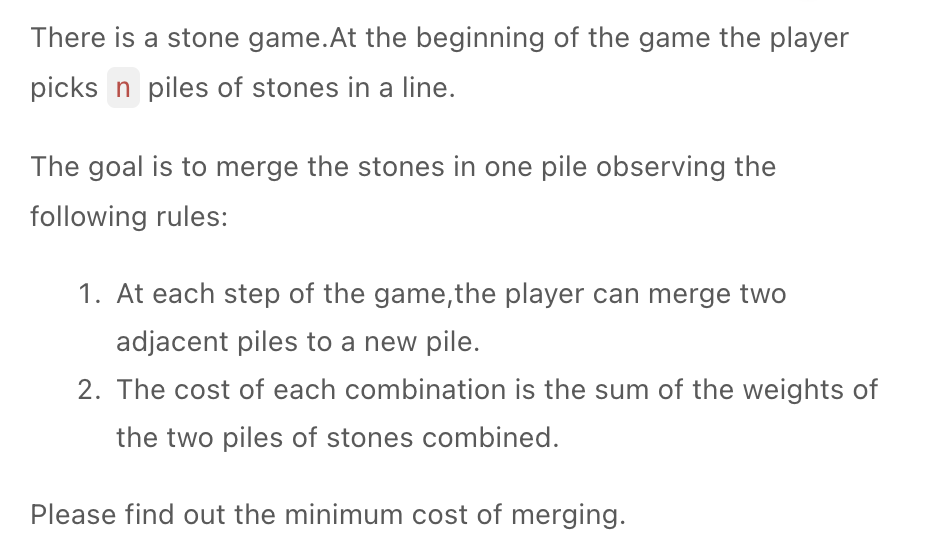 There is a stone game.At the beginning of the game the player
picks n piles of stones in a line.
The goal is to merge the stones in one pile observing the
following rules:
1. At each step of the game,the player can merge two
adjacent piles to a new pile.
2. The cost of each combination is the sum of the weights of
the two piles of stones combined.
Please find out the minimum cost of merging.